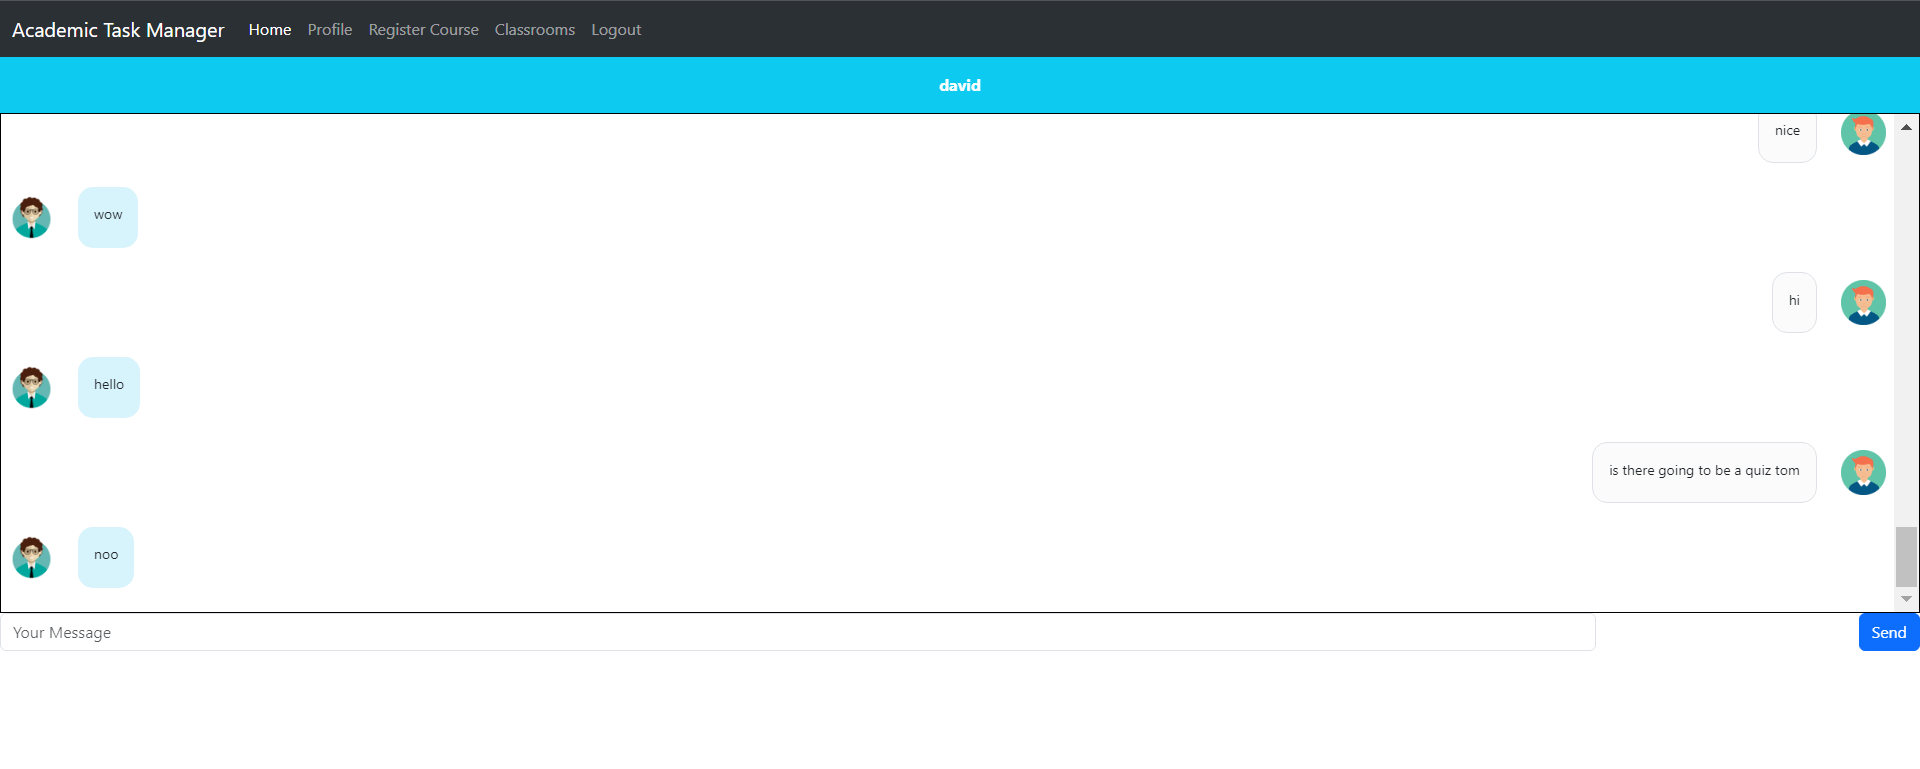 Academic Task Manager Home Profile Register Course Classrooms Logout
david
nice
wow
hi
hello
is there going to be a quiz tom
noo
Your Message Send